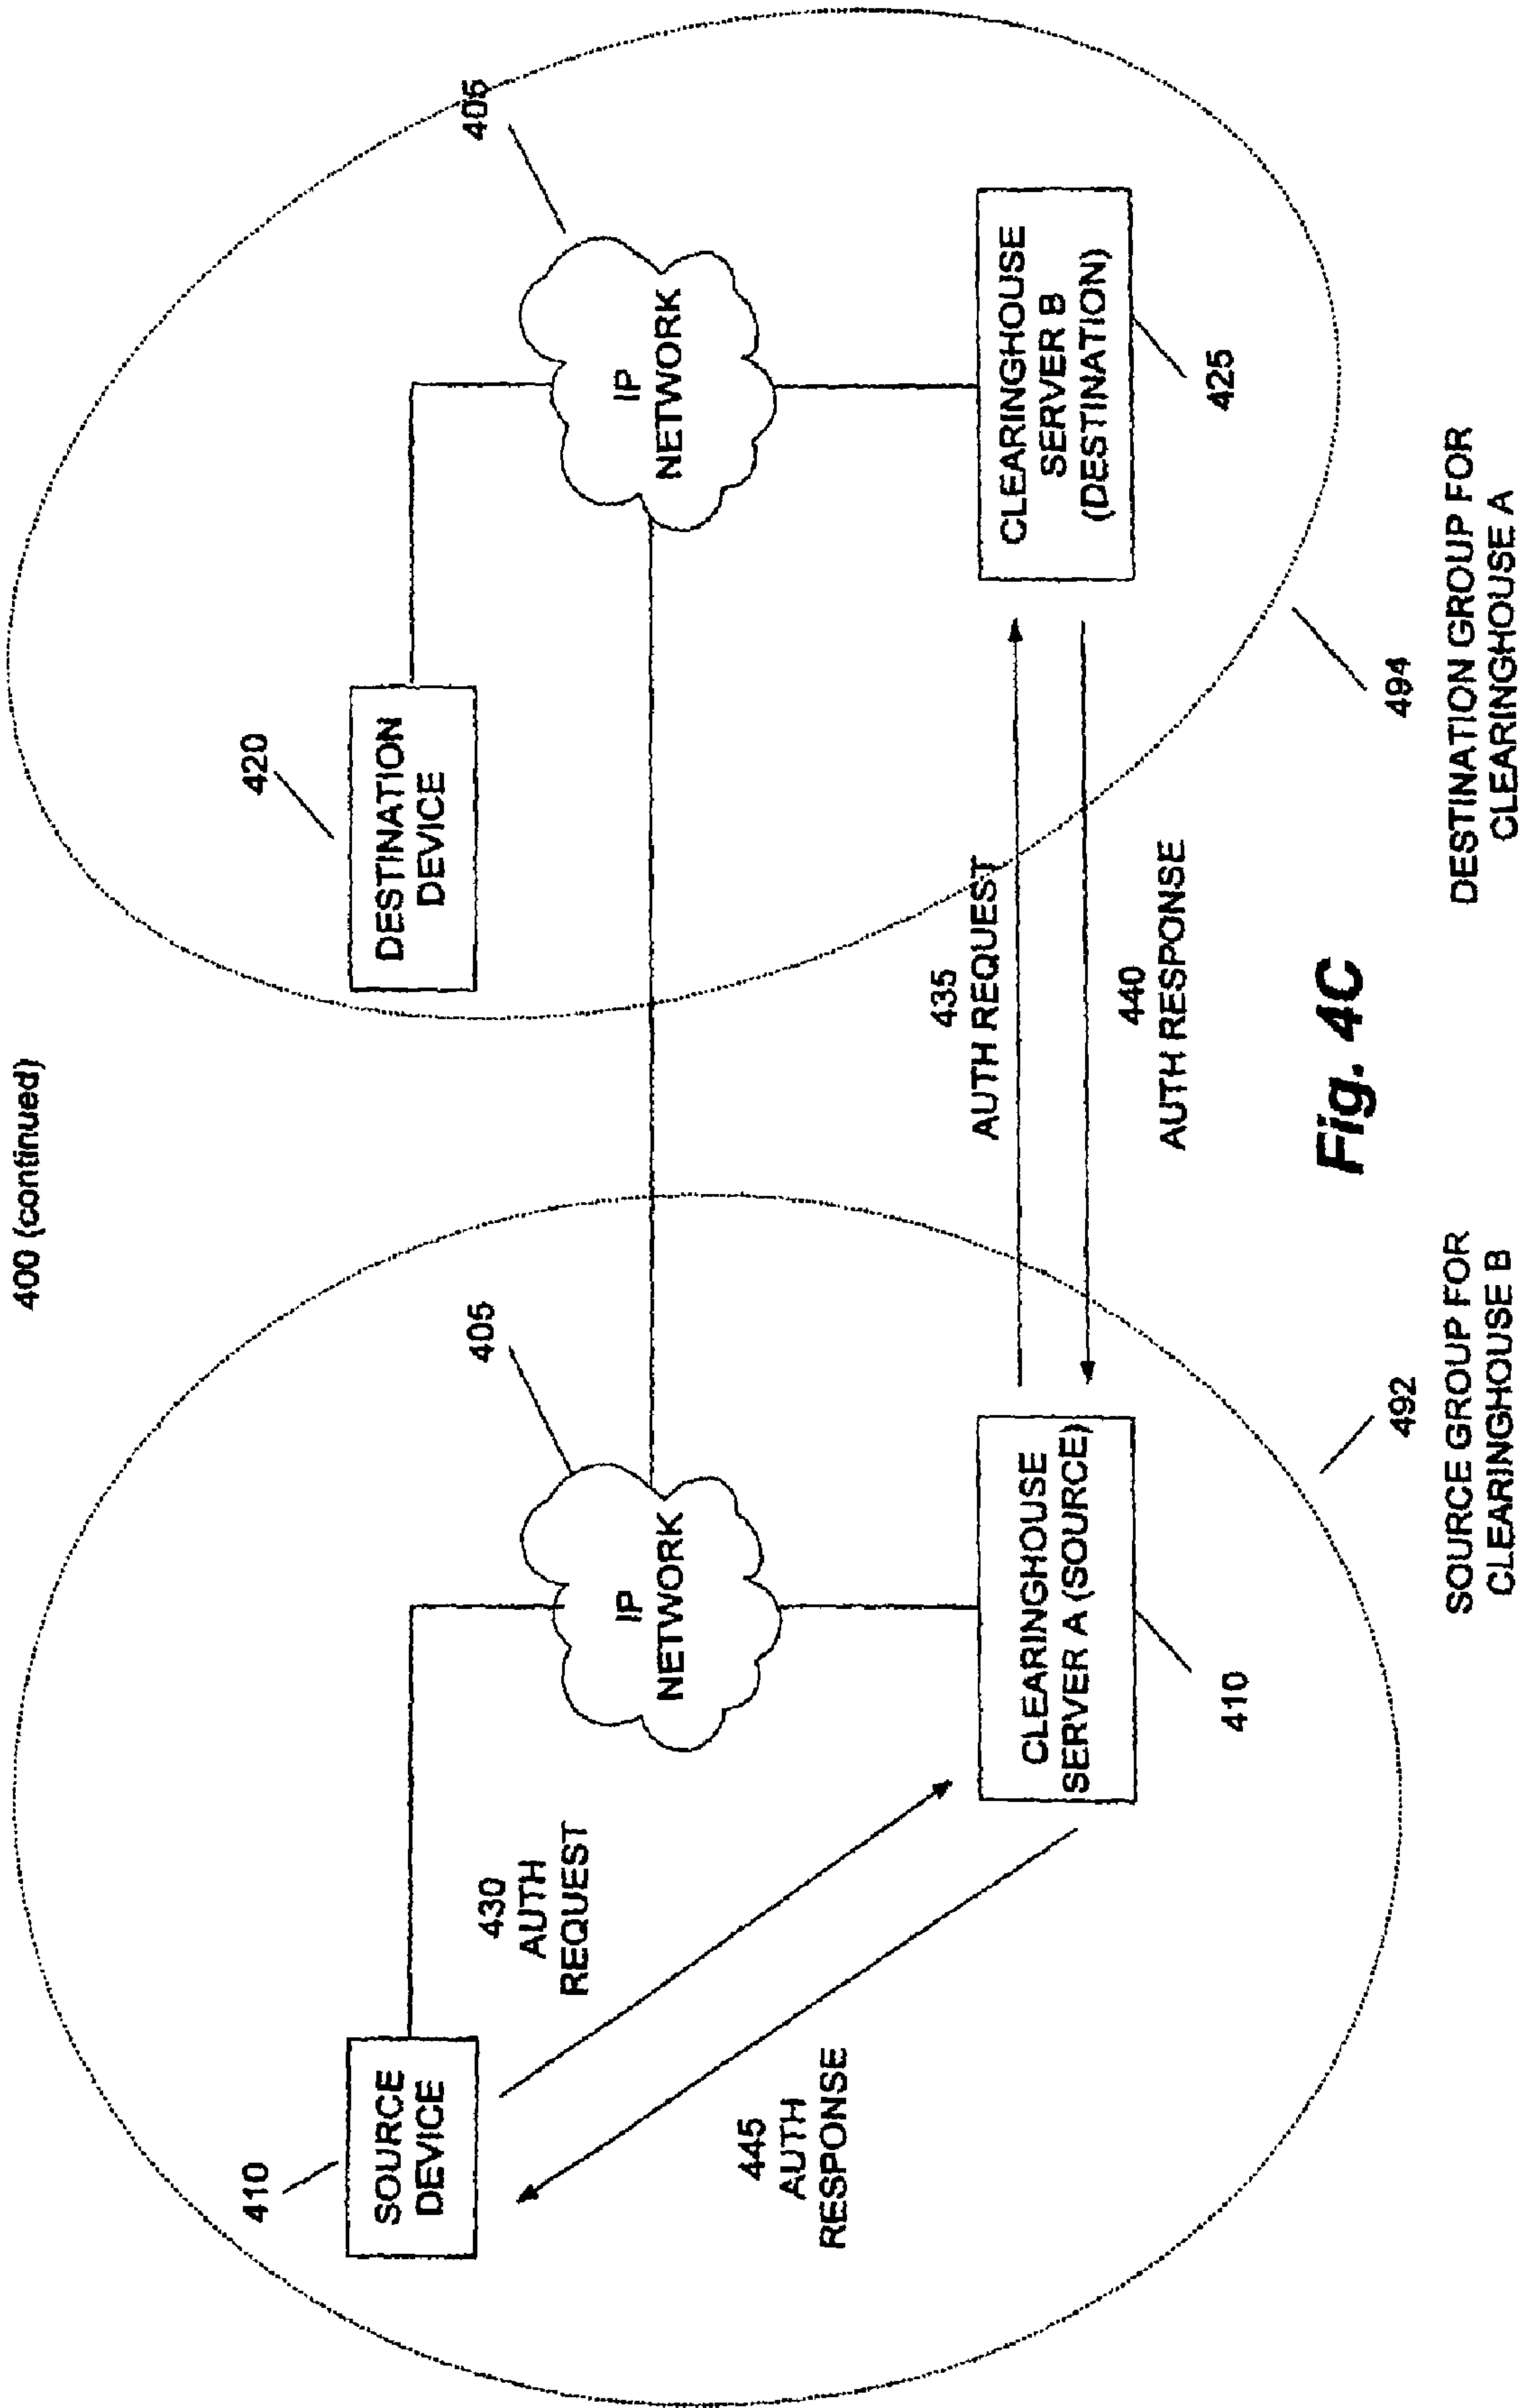 400 (continued)
410
SOURCE
DEVICE
430
AUTH
REQUEST
445
AUTH
RESPONSE
405
IP
NETWORK
CLEARINGHOUSE
SERVER A (SOURCE)
410
492
SOURCE GROUP FOR
CLEARINGHOUSE B
420
DESTINATION
DEVICE
405
IP
NETWORK
435
AUTH REQUEST
440
AUTH RESPONSE
CLEARINGHOUSE
SERVER B
(DESTINATION)
425
494
DESTINATION GROUP FOR
CLEARINGHOUSE A
Fig. 4C